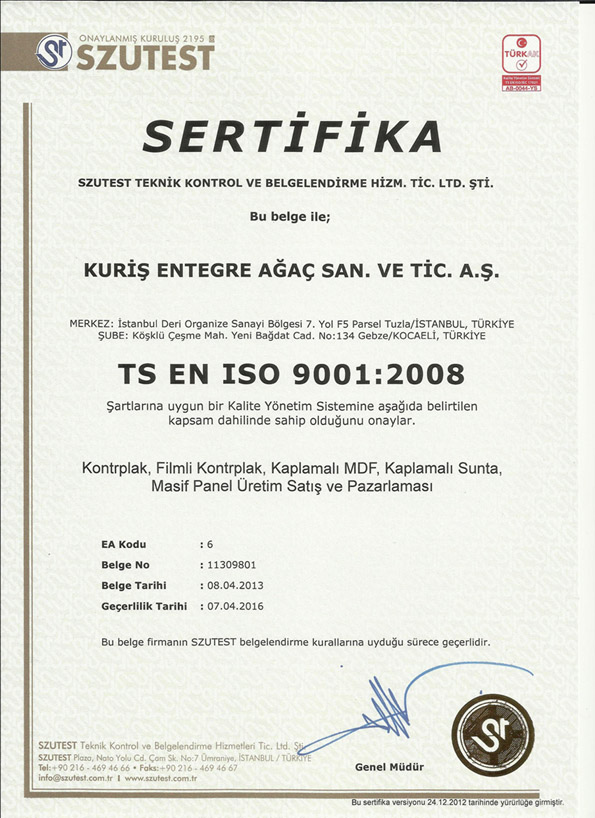 ONAYLANMIŞ KURULUŞ 2195
SZUTEST
TÜRKAK
AB-0044-YS
SERTİFİKA
SZUTEST TEKNİK KONTROL VE BELGELENDİRME HİZM. TİC. LTD. ŞTİ.
Bu belge ile;
KURİŞ ENTEGRE AĞAÇ SAN. VE TİC. A.Ş.
MERKEZ: İstanbul Deri Organize Sanayi Bölgesi 7. Yol F5 Parsel Tuzla/İSTANBUL, TÜRKİYE
ŞUBE: Köşklü Çeşme Mah. Yeni Bağdat Cad. No:134 Gebze/KOCAELİ, TÜRKİYE
TS EN ISO 9001:2008
Şartlarına uygun bir Kalite Yönetim Sistemine aşağıda belirtilen
kapsam dahilinde sahip olduğunu onaylar.
Kontrplak, Filmli Kontrplak, Kaplamalı MDF, Kaplamalı Sunta,
Masif Panel Üretim Satış ve Pazarlaması
EA Kodu : 6
Belge No : 11309801
Belge Tarihi : 08.04.2013
Geçerlilik Tarihi : 07.04.2016
Bu belge firmanın SZUTEST belgelendirme kurallarına uyduğu sürece geçerlidir.
SZUTEST Teknik Kontrol ve Belgelendirme Hizmetleri Tic. Ltd. Şti.
SZUTEST Plaza, Nato Yolu Cd. Çam Sk. No:7 Ümraniye, İSTANBUL / TÜRKİYE
Tel:+90 216 - 469 46 66 • Faks:+90 216 - 469 46 67
info@szutest.com.tr I www.szutest.com.tr
Genel Müdür
Bu sertifika versiyonu 24.12.2012 tarihinde yürürlüğe girmiştir.